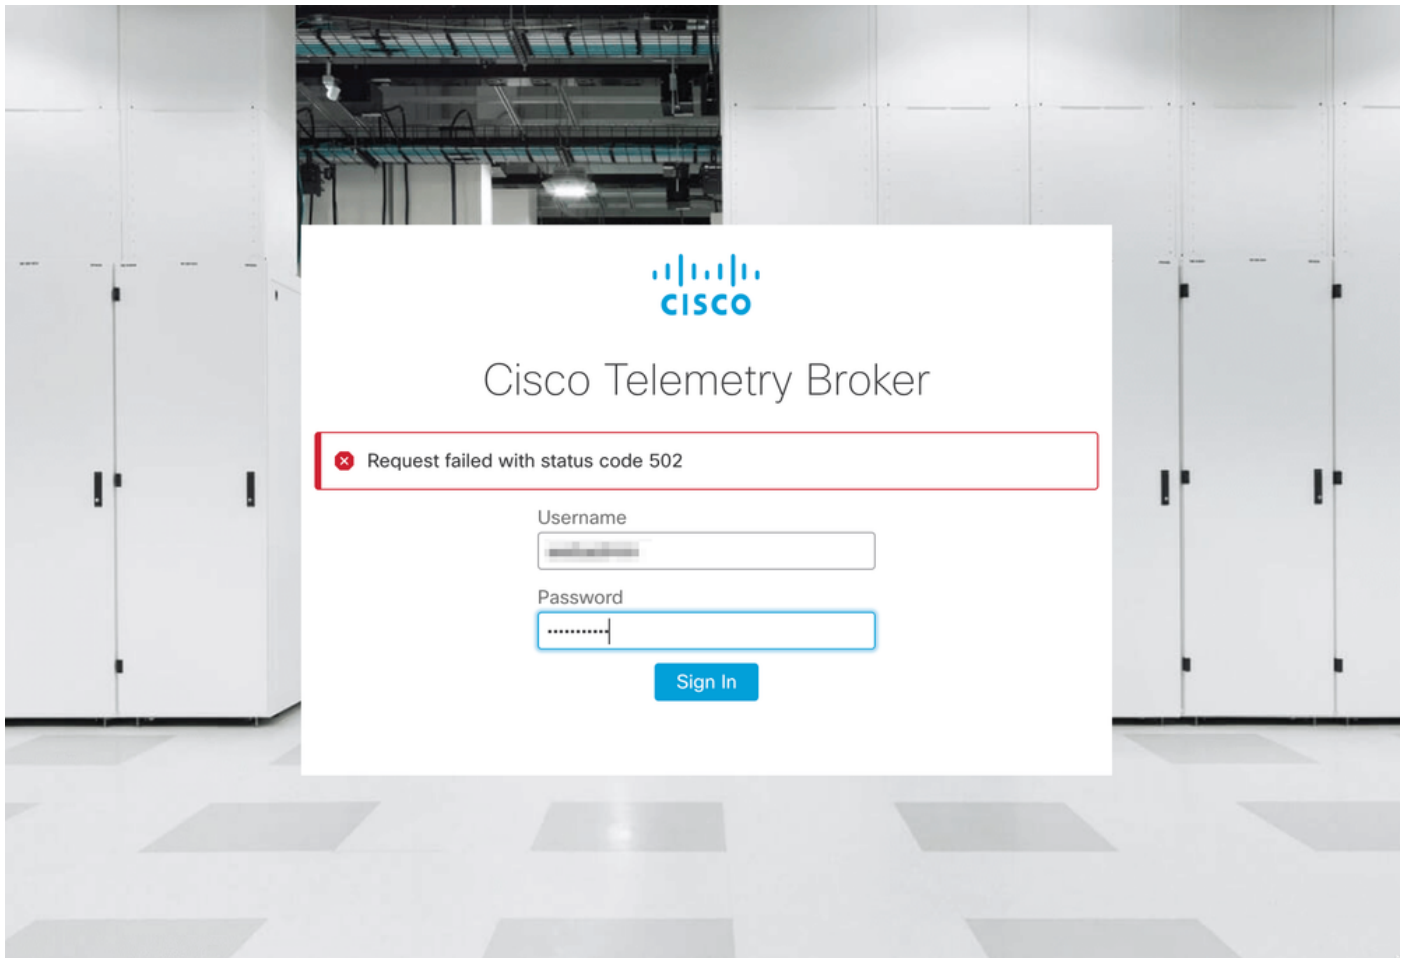 CISCO
Cisco Telemetry Broker
Request failed with status code 502
Username
Password
Sign In